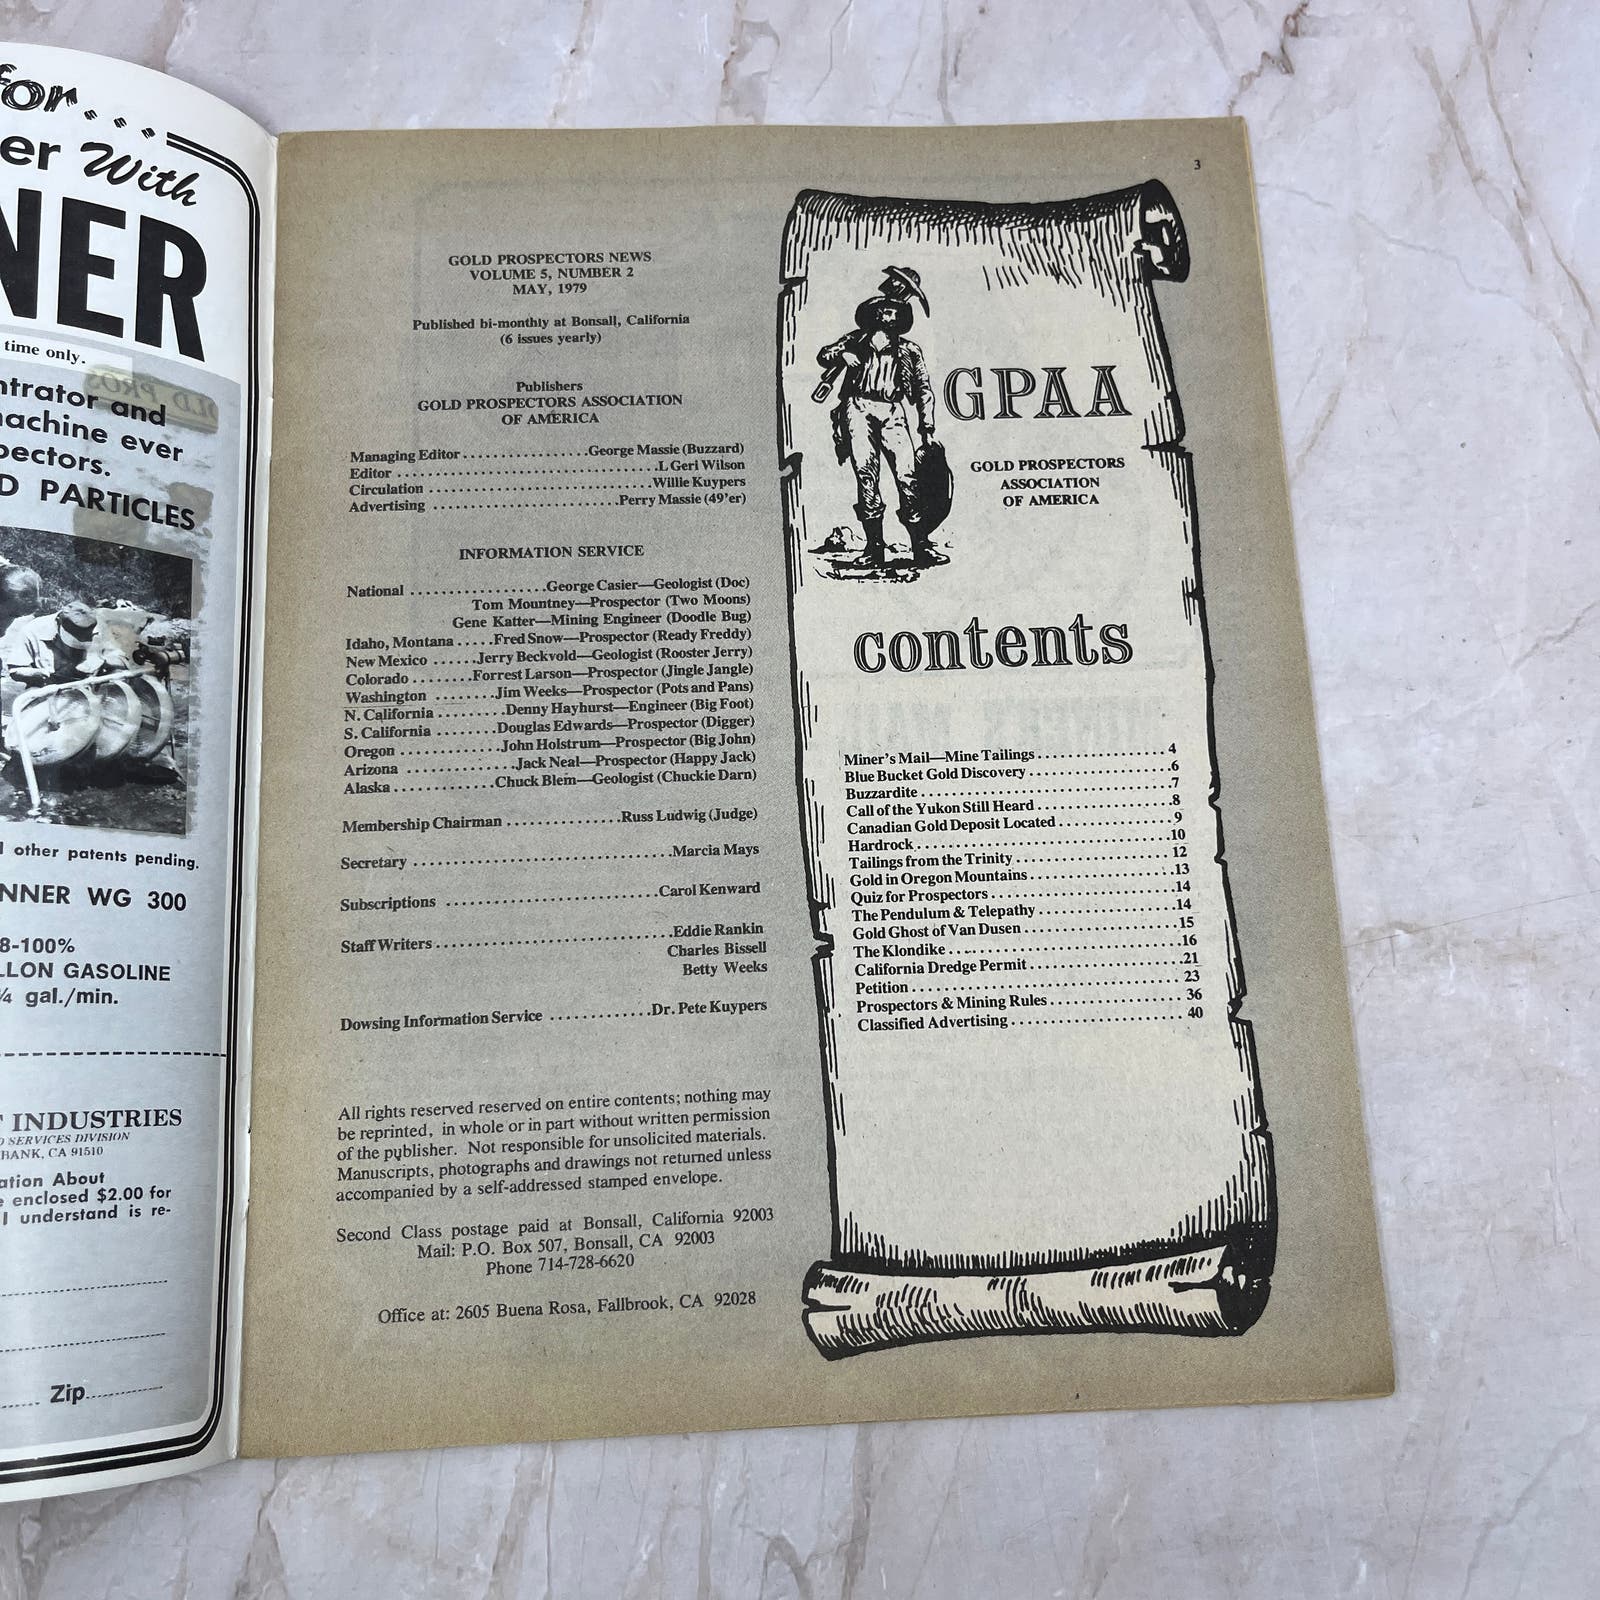 for....
er With
NER
time only.
ntrator and
achine ever
pectors.
D PARTICLES
other patents pending.
NNER WG 300
8-100%
LLON GASOLINE
¼ gal./min.
T INDUSTRIES
SERVICES DIVISION
BANK, CA 91510
ation About
e enclosed $2.00 for
I understand is re-
Zip
3
GOLD PROSPECTORS NEWS
VOLUME 5, NUMBER 2
MAY, 1979
Published bi-monthly at Bonsall, California
(6 issues yearly)
Publishers
GOLD PROSPECTORS ASSOCIATION
OF AMERICA
Managing Editor................George Massie (Buzzard)
Editor....................................L Geri Wilson
Circulation...............................Willie Kuypers
Advertising..........................Perry Massie (49'er)
INFORMATION SERVICE
National..................George Casier—Geologist (Doc)
Tom Mountney—Prospector (Two Moons)
Gene Katter—Mining Engineer (Doodle Bug)
Idaho, Montana.....Fred Snow—Prospector (Ready Freddy)
New Mexico......Jerry Beckvold—Geologist (Rooster Jerry)
Colorado........Forrest Larson—Prospector (Jingle Jangle)
Washington........Jim Weeks—Prospector (Pots and Pans)
N. California.........Denny Hayhurst—Engineer (Big Foot)
S. California........Douglas Edwards—Prospector (Digger)
Oregon.............John Holstrum—Prospector (Big John)
Arizona..............Jack Neal—Prospector (Happy Jack)
Alaska.............Chuck Blem—Geologist (Chuckie Darn)
Membership Chairman...............Russ Ludwig (Judge)
Secretary...................................Marcia Mays
Subscriptions.............................Carol Kenward
Staff Writers................................Eddie Rankin
Charles Bissell
Betty Weeks
Dowsing Information Service.............Dr. Pete Kuypers
All rights reserved reserved on entire contents; nothing may
be reprinted, in whole or in part without written permission
of the publisher. Not responsible for unsolicited materials.
Manuscripts, photographs and drawings not returned unless
accompanied by a self-addressed stamped envelope.
Second Class postage paid at Bonsall, California 92003
Mail: P.O. Box 507, Bonsall, CA 92003
Phone 714-728-6620
Office at: 2605 Buena Rosa, Fallbrook, CA 92028
GPAA
GOLD PROSPECTORS
ASSOCIATION
OF AMERICA
contents
Miner's Mail—Mine Tailings................4
Blue Bucket Gold Discovery.................6
Buzzardite...............................7
Call of the Yukon Still Heard................8
Canadian Gold Deposit Located..............9
Hardrock..............................10
Tailings from the Trinity..................12
Gold in Oregon Mountains.................13
Quiz for Prospectors.....................14
The Pendulum & Telepathy................14
Gold Ghost of Van Dusen..................15
The Klondike...........................16
California Dredge Permit..................21
Petition...............................23
Prospectors & Mining Rules................36
Classified Advertising....................40